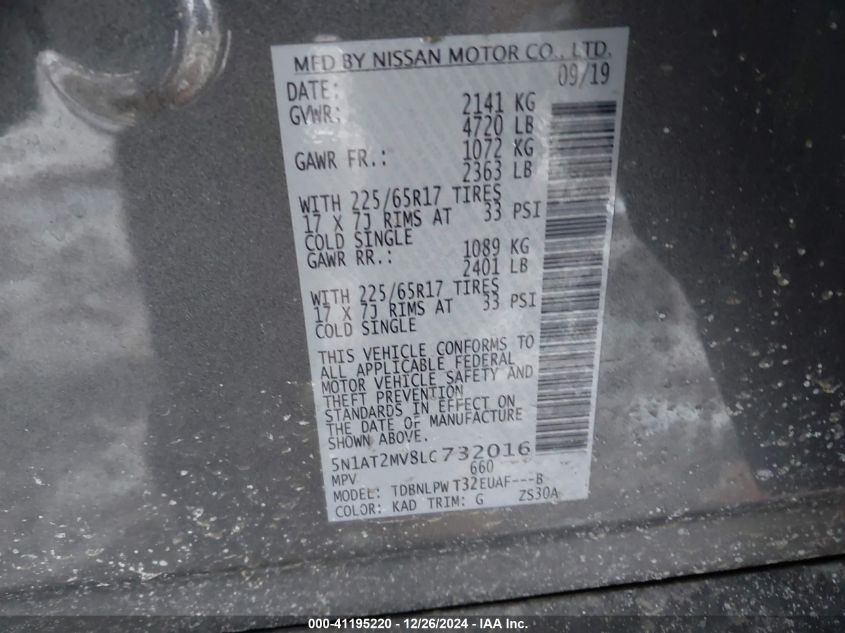 MFD BY NISSAN MOTOR CO., LTD.
DATE: 09/19
GVWR: 2141 KG
4720 LB
GAWR FR.: 1072 KG
2363 LB
WITH 225/65R17 TIRES
17 X 7J RIMS AT 33 PSI
COLD SINGLE
GAWR RR.: 1089 KG
2401 LB
WITH 225/65R17 TIRES
17 X 7J RIMS AT 33 PSI
COLD SINGLE
THIS VEHICLE CONFORMS TO
ALL APPLICABLE FEDERAL
MOTOR VEHICLE SAFETY AND
THEFT PREVENTION
STANDARDS IN EFFECT ON
THE DATE OF MANUFACTURE
SHOWN ABOVE.
5N1AT2MV8LC732016
MPV 660
MODEL: TDBNLPW T32EUAF---B
COLOR: KAD TRIM: G ZS30A
000-41195220 - 12/26/2024 - IAA Inc.